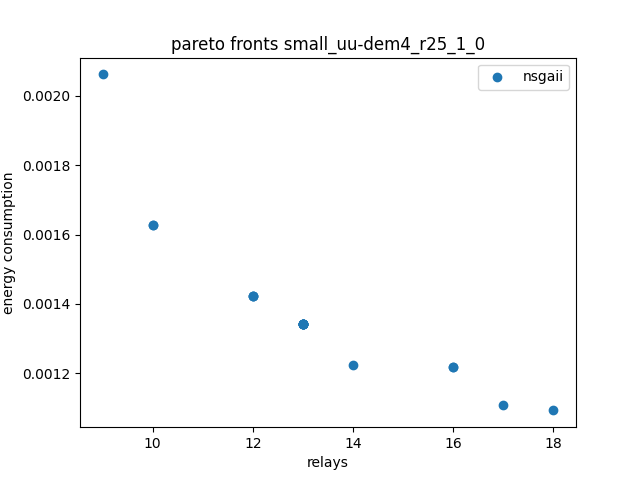 pareto fronts small_uu-dem4_r25_1_0
nsgaii
0.0020
0.0018
0.0016
0.0014
0.0012
energy consumption
10 12 14 16 18
relays